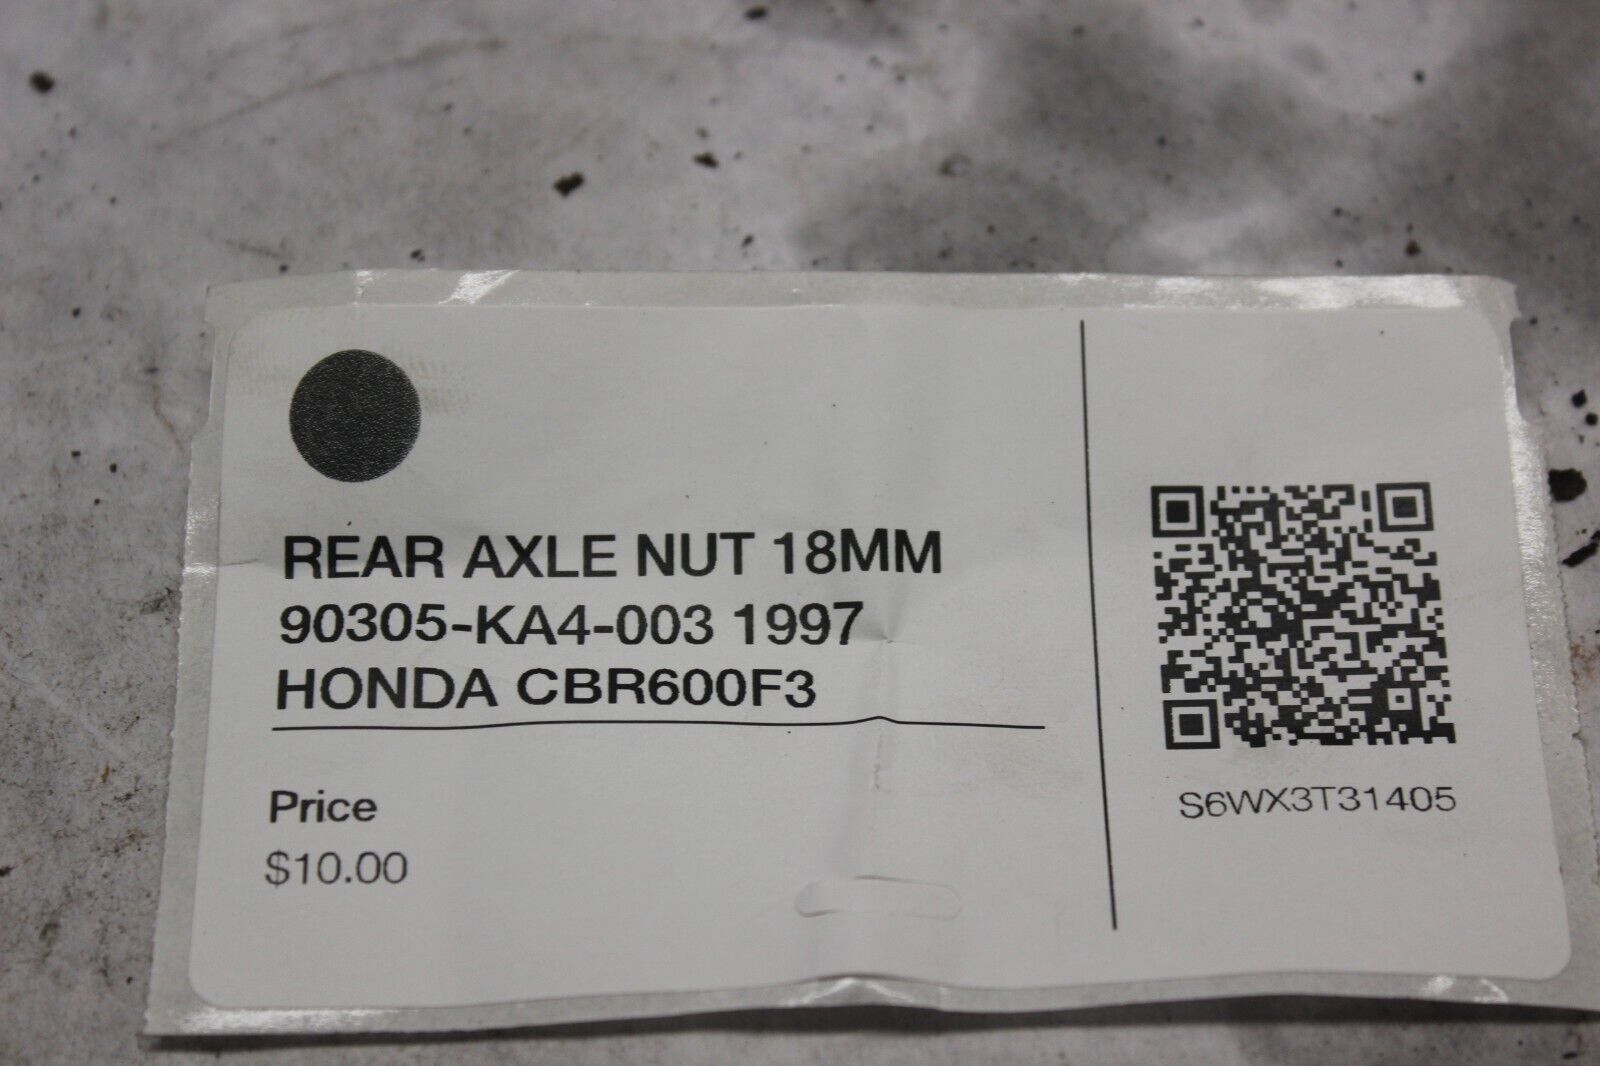 REAR AXLE NUT 18MM
90305-KA4-003 1997
HONDA CBR600F3
Price
$10.00
S6WX3T31405